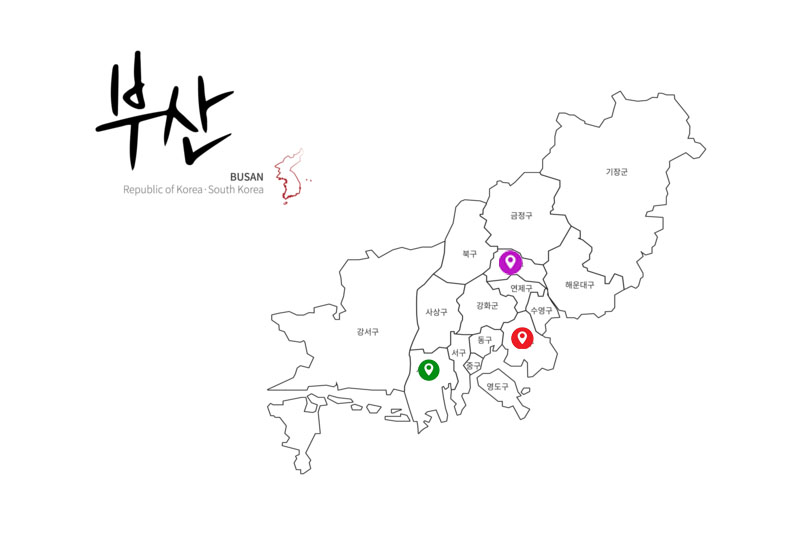 부산
BUSAN
Republic of Korea · South Korea
기장군
금정구
북구
해운대구
연제구
강화군
수영구
사상구
강서구
동구
서구
중구
영도구